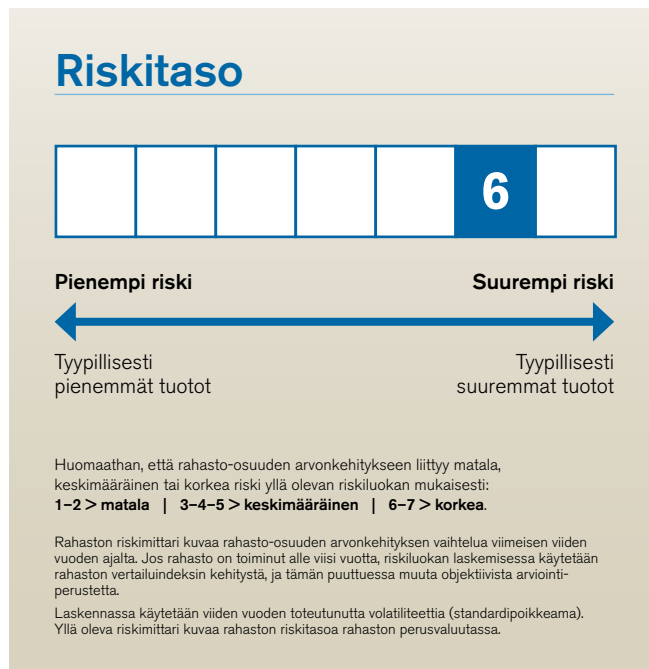 Riskitaso
6
Pienempi riski Suurempi riski
Tyypillisesti
pienemmät tuotot
Tyypillisesti
suuremmat tuotot
Huomaathan, että rahasto-osuuden arvonkehitykseen liittyy matala,
keskimääräinen tai korkea riski yllä olevan riskiluokan mukaisesti:
1–2 > matala | 3–4–5 > keskimääräinen | 6–7 > korkea.
Rahaston riskimittari kuvaa rahasto-osuuden arvonkehityksen vaihtelua viimeisen viiden
vuoden ajalta. Jos rahasto on toiminut alle viisi vuotta, riskiluokan laskemisessa käytetään
rahaston vertailuindeksin kehitystä, ja tämän puuttuessa muuta objektiivista arviointi-
perustetta.
Laskennassa käytetään viiden vuoden toteutunutta volatiliteettia (standardipoikkeama).
Yllä oleva riskimittari kuvaa rahaston riskitasoa rahaston perusvaluutassa.